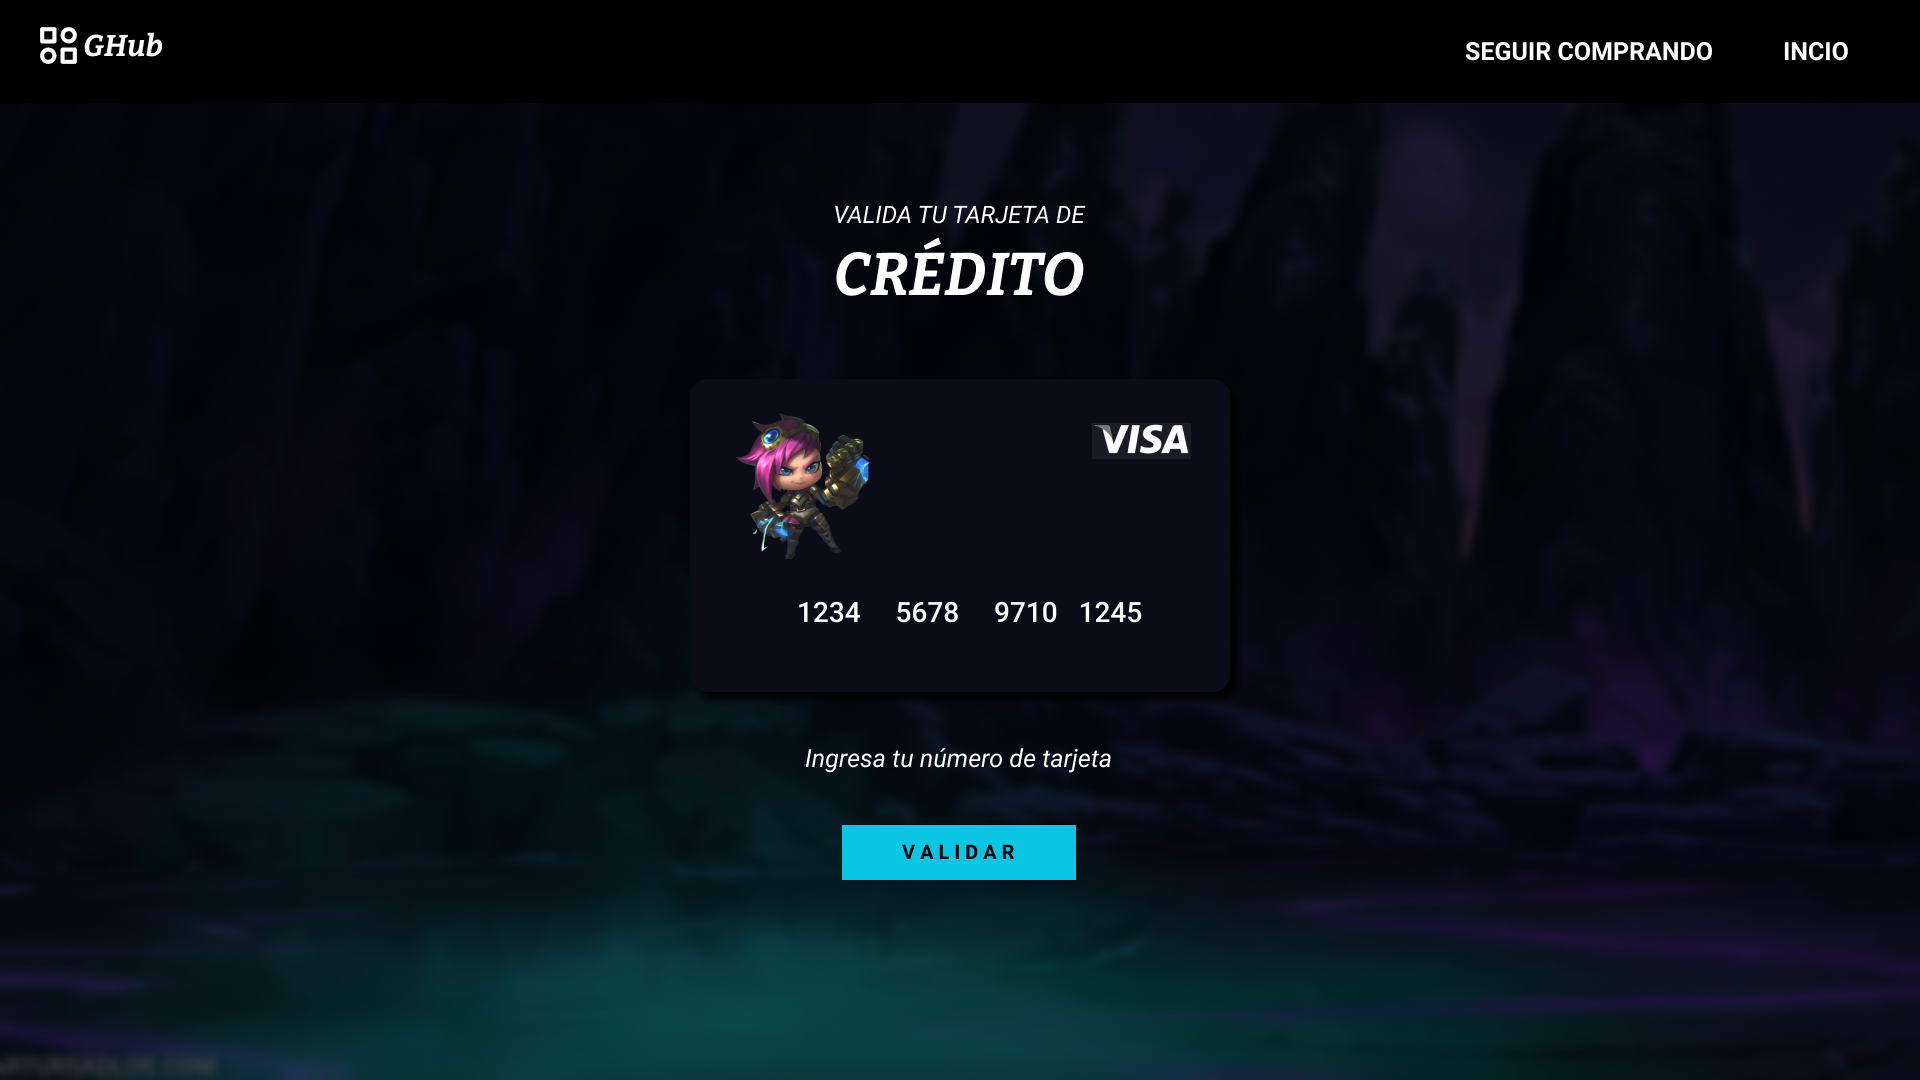 GHub
SEGUIR COMPRANDO INCIO
VALIDA TU TARJETA DE
CRÉDITO
VISA
1234 5678 9710 1245
Ingresa tu número de tarjeta
VALIDAR